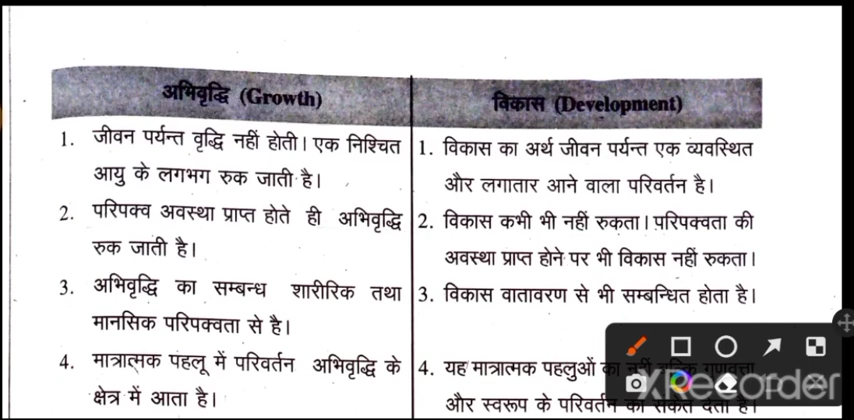 अभिवृद्धि (Growth)
विकास (Development)
1. जीवन पर्यन्त वृद्धि नहीं होती। एक निश्चित
आयु के लगभग रुक जाती है।
1. विकास का अर्थ जीवन पर्यन्त एक व्यवस्थित
और लगातार आने वाला परिवर्तन है।
2. परिपक्व अवस्था प्राप्त होते ही अभिवृद्धि
रुक जाती है।
2. विकास कभी भी नहीं रुकता। परिपक्वता की
अवस्था प्राप्त होने पर भी विकास नहीं रुकता।
3. अभिवृद्धि का सम्बन्ध शारीरिक तथा
मानसिक परिपक्वता से है।
3. विकास वातावरण से भी सम्बन्धित होता है।
4. मात्रात्मक पहलू में परिवर्तन अभिवृद्धि के
क्षेत्र में आता है।
4. यह मात्रात्मक पहलुओं का
और स्वरूप के परिवर्तन का संकेत देता है।
XRecorder